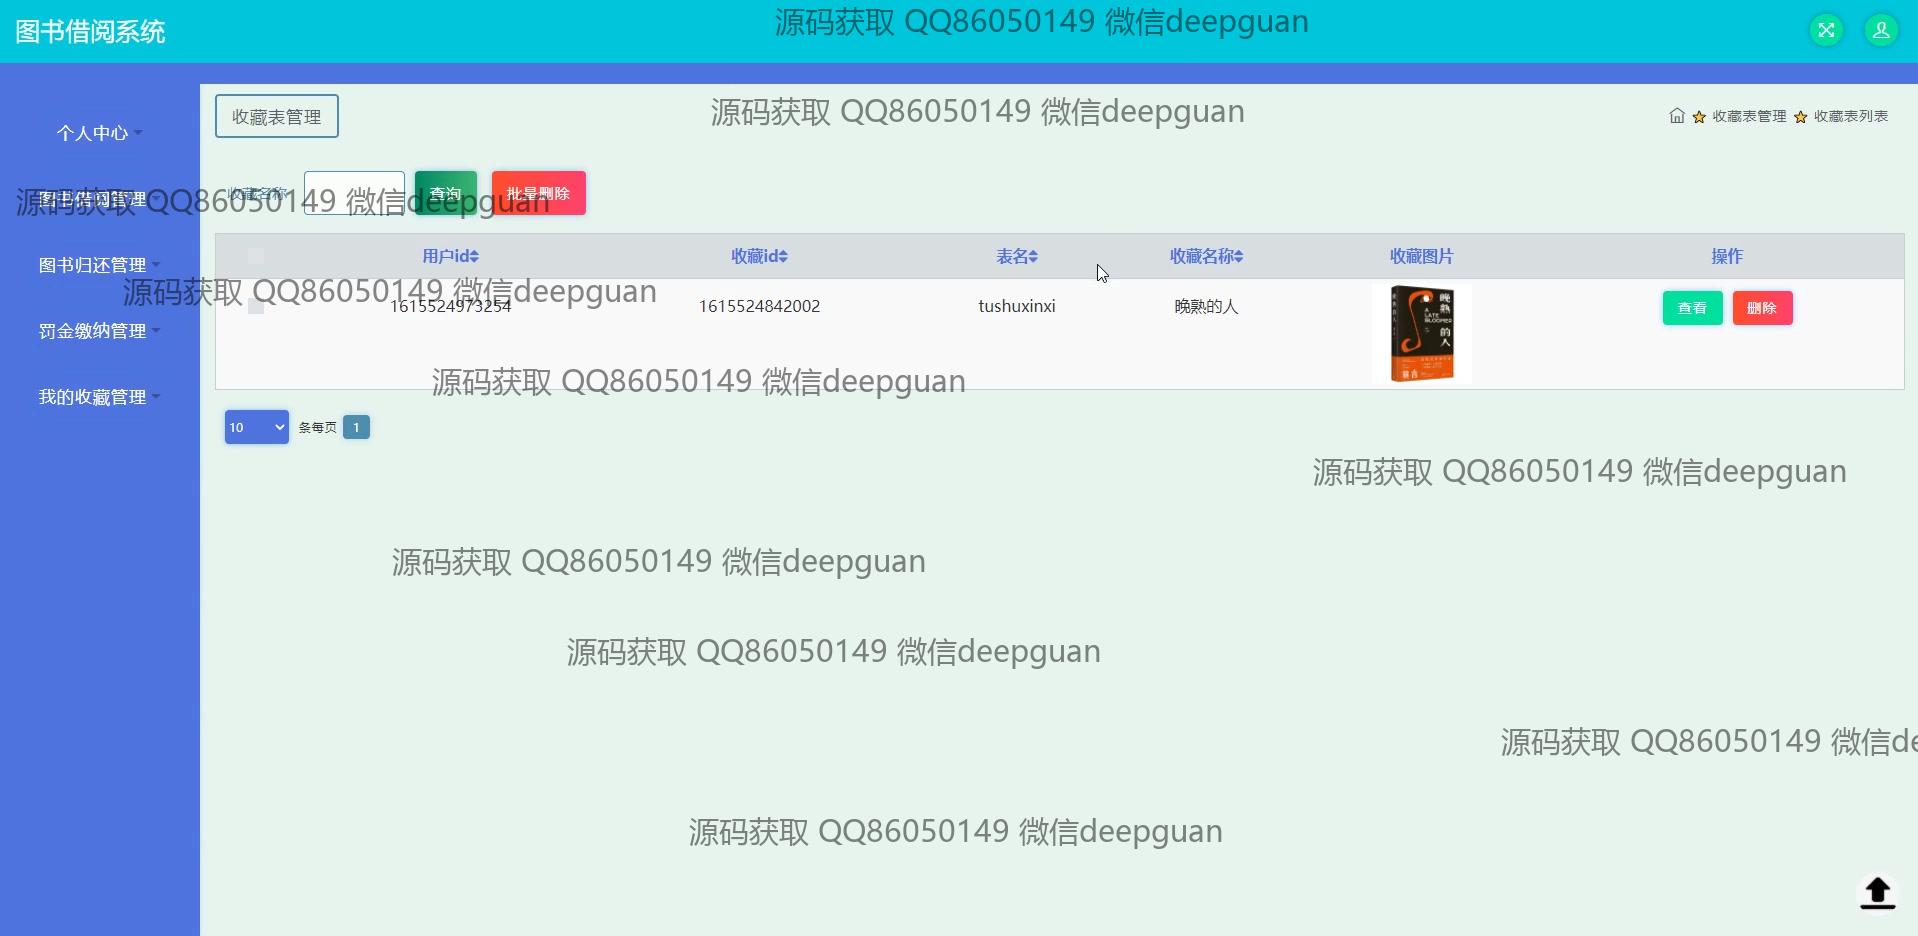 图书借阅系统
源码获取 QQ86050149 微信deepguan
收藏表管理
源码获取 QQ86050149 微信deepguan
收藏表管理 收藏表列表
个人中心
收藏名称
查询
批量删除
图书借阅管理
源码获取 QQ86050149 微信deepguan
用户id 收藏id 表名 收藏名称 收藏图片 操作
图书归还管理
源码获取 QQ86050149 微信deepguan
1615524973254 1615524842002 tushuxinxi 晚熟的人 查看 删除
晚熟的人
A LATE BLOOMER
莫言
罚金缴纳管理
源码获取 QQ86050149 微信deepguan
我的收藏管理
10 条每页 1
源码获取 QQ86050149 微信deepguan
源码获取 QQ86050149 微信deepguan
源码获取 QQ86050149 微信deepguan
源码获取 QQ86050149 微信de
源码获取 QQ86050149 微信deepguan